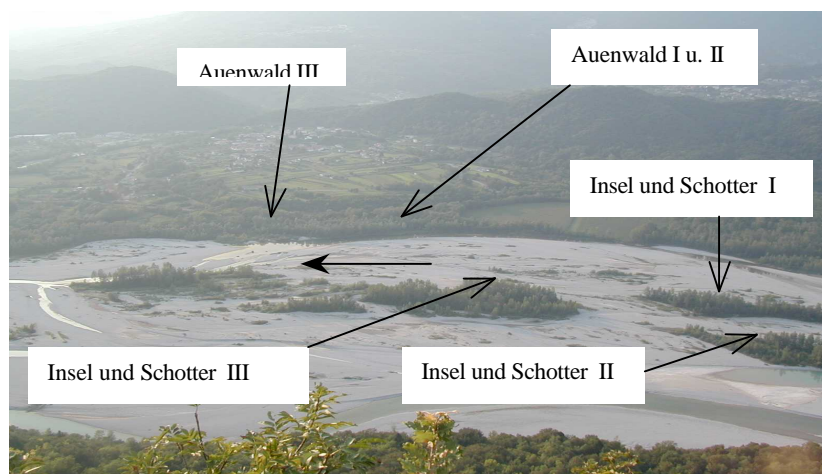 Auenwald III
Auenwald I u. II
Insel und Schotter I
Insel und Schotter III
Insel und Schotter II